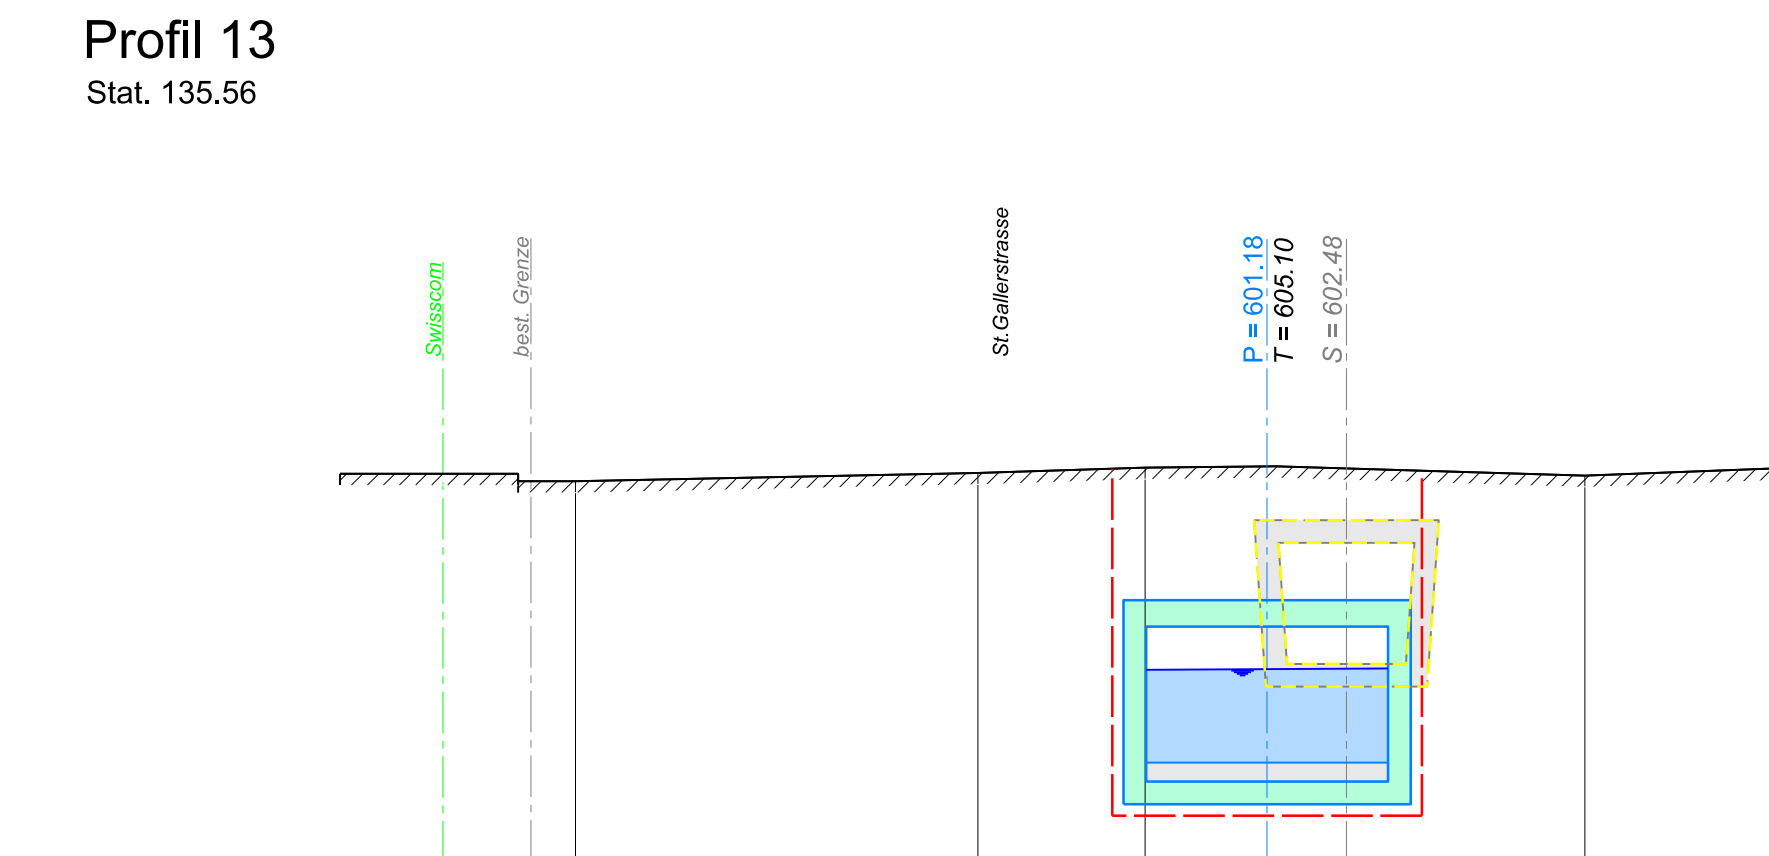 Profil 13
Stat. 135.56
Swisscom
best. Grenze
St.Gallerstrasse
P = 601.18
T = 605.10
S = 602.48